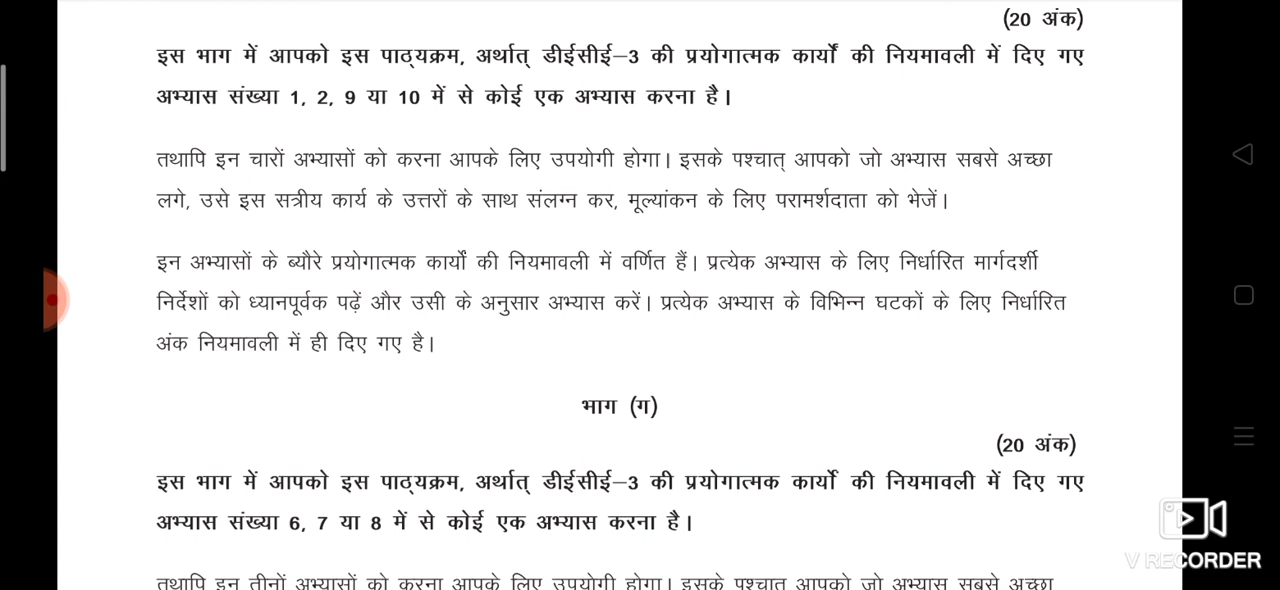 (20 अंक)
इस भाग में आपको इस पाठ्यक्रम, अर्थात् डीईसीई–3 की प्रयोगात्मक कार्यों की नियमावली में दिए गए
अभ्यास संख्या 1, 2, 9 या 10 में से कोई एक अभ्यास करना है।
तथापि इन चारों अभ्यासों को करना आपके लिए उपयोगी होगा। इसके पश्चात् आपको जो अभ्यास सबसे अच्छा
लगे, उसे इस सत्रीय कार्य के उत्तरों के साथ संलग्न कर, मूल्यांकन के लिए परामर्शदाता को भेजें।
इन अभ्यासों के ब्यौरे प्रयोगात्मक कार्यों की नियमावली में वर्णित हैं। प्रत्येक अभ्यास के लिए निर्धारित मार्गदर्शी
निर्देशों को ध्यानपूर्वक पढ़ें और उसी के अनुसार अभ्यास करें। प्रत्येक अभ्यास के विभिन्न घटकों के लिए निर्धारित
अंक नियमावली में ही दिए गए है।
भाग (ग)
(20 अंक)
इस भाग में आपको इस पाठ्यक्रम, अर्थात् डीईसीई–3 की प्रयोगात्मक कार्यो की नियमावली में दिए गए
अभ्यास संख्या 6, 7 या 8 में से कोई एक अभ्यास करना है।
तथापि इन तीनों अभ्यासों को करना आपके लिए उपयोगी होगा। इसके पश्चात् आपको जो अभ्यास सबसे अच्छा
V RECORDER